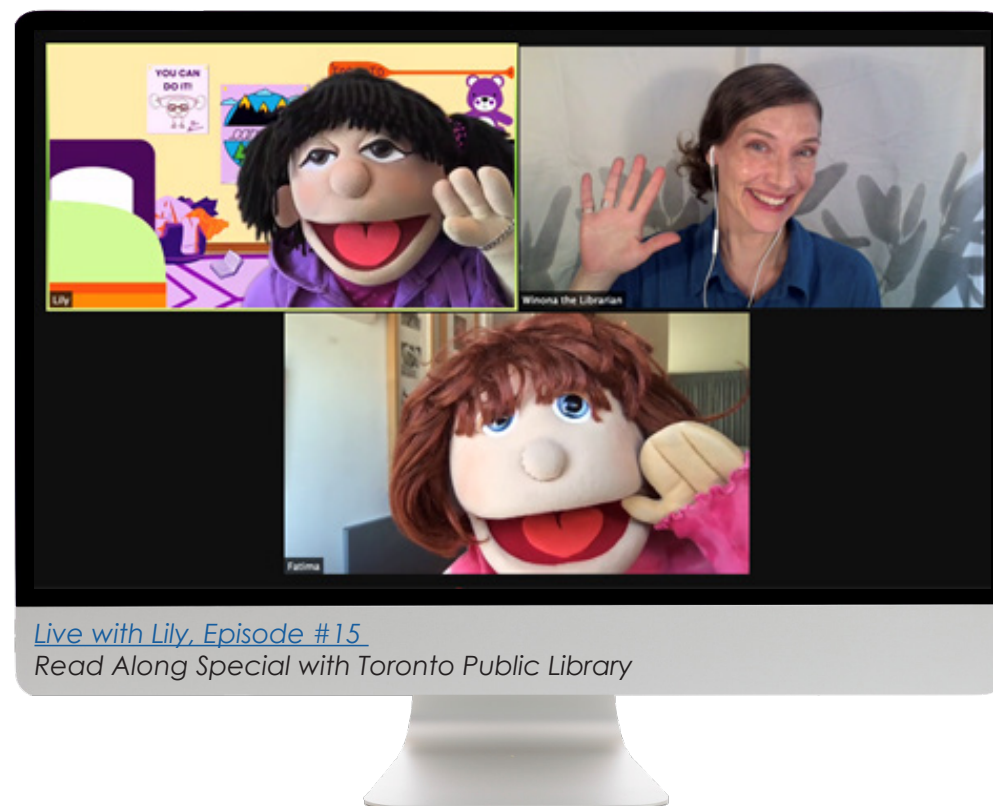 YOU CAN
DO IT!
TORONTO
Lily
Winona the Librarian
Fatima
Live with Lily, Episode #15
Read Along Special with Toronto Public Library